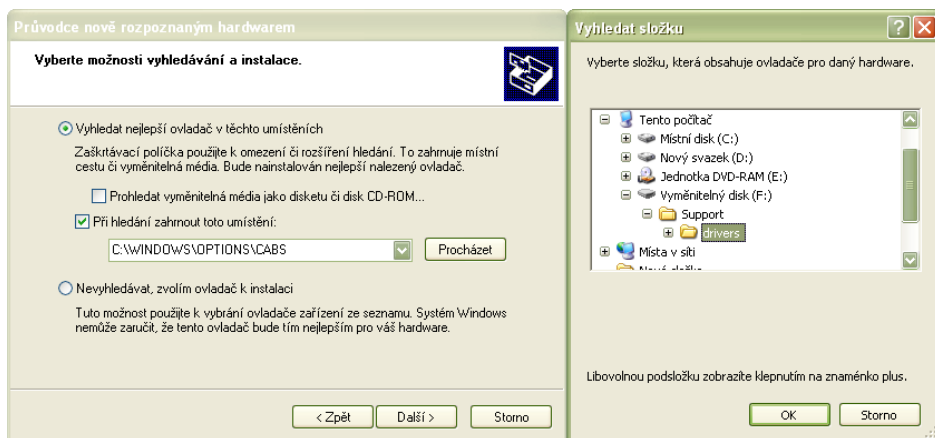 Průvodce nově rozpoznaným hardwarem
Vyberte možnosti vyhledávání a instalace.
Vyhledat nejlepší ovladač v těchto umístěních
Zaškrtávací políčka použijte k omezení či rozšíření hledání. To zahrnuje místní
cestu či vyměnitelná média. Bude nainstalován nejlepší nalezený ovladač.
Prohledat vyměnitelná média jako disketu či disk CD-ROM...
Při hledání zahrnout toto umístění:
C:\WINDOWS\OPTIONS\CABS
Procházet
Nevyhledávat, zvolím ovladač k instalaci
Tuto možnost použijte k vybrání ovladače zařízení ze seznamu. Systém Windows
nemůže zaručit, že tento ovladač bude tím nejlepším pro váš hardware.
< Zpět
Další >
Storno
Vyhledat složku
Vyberte složku, která obsahuje ovladače pro daný hardware.
Tento počítač
Místní disk (C:)
Nový svazek (D:)
Jednotka DVD-RAM (E:)
Vyměnitelný disk (F:)
Support
drivers
Místa v síti
Nová složka
Libovolnou podsložku zobrazíte klepnutím na znaménko plus.
OK
Storno